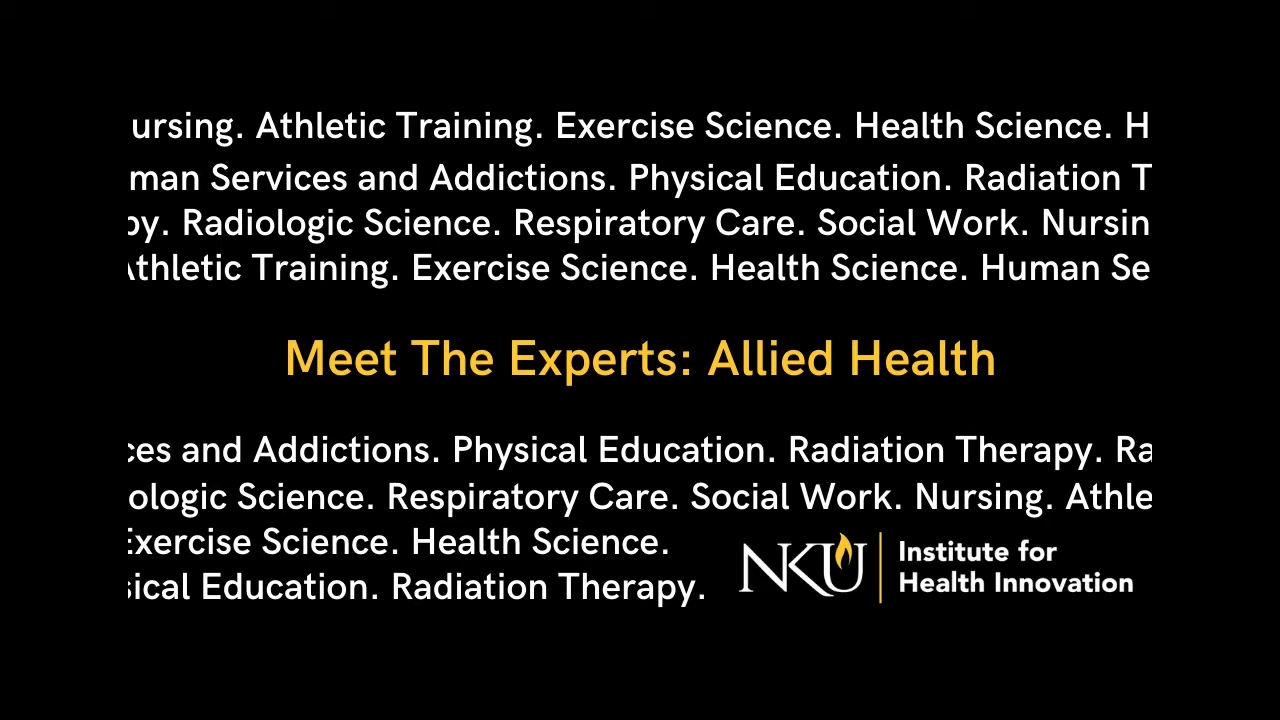 ursing. Athletic Training. Exercise Science. Health Science. H
man Services and Addictions. Physical Education. Radiation T
py. Radiologic Science. Respiratory Care. Social Work. Nursin
Athletic Training. Exercise Science. Health Science. Human Se
Meet The Experts: Allied Health
ces and Addictions. Physical Education. Radiation Therapy. Ra
ologic Science. Respiratory Care. Social Work. Nursing. Athle
Exercise Science. Health Science.
sical Education. Radiation Therapy.
NKU
Institute for
Health Innovation